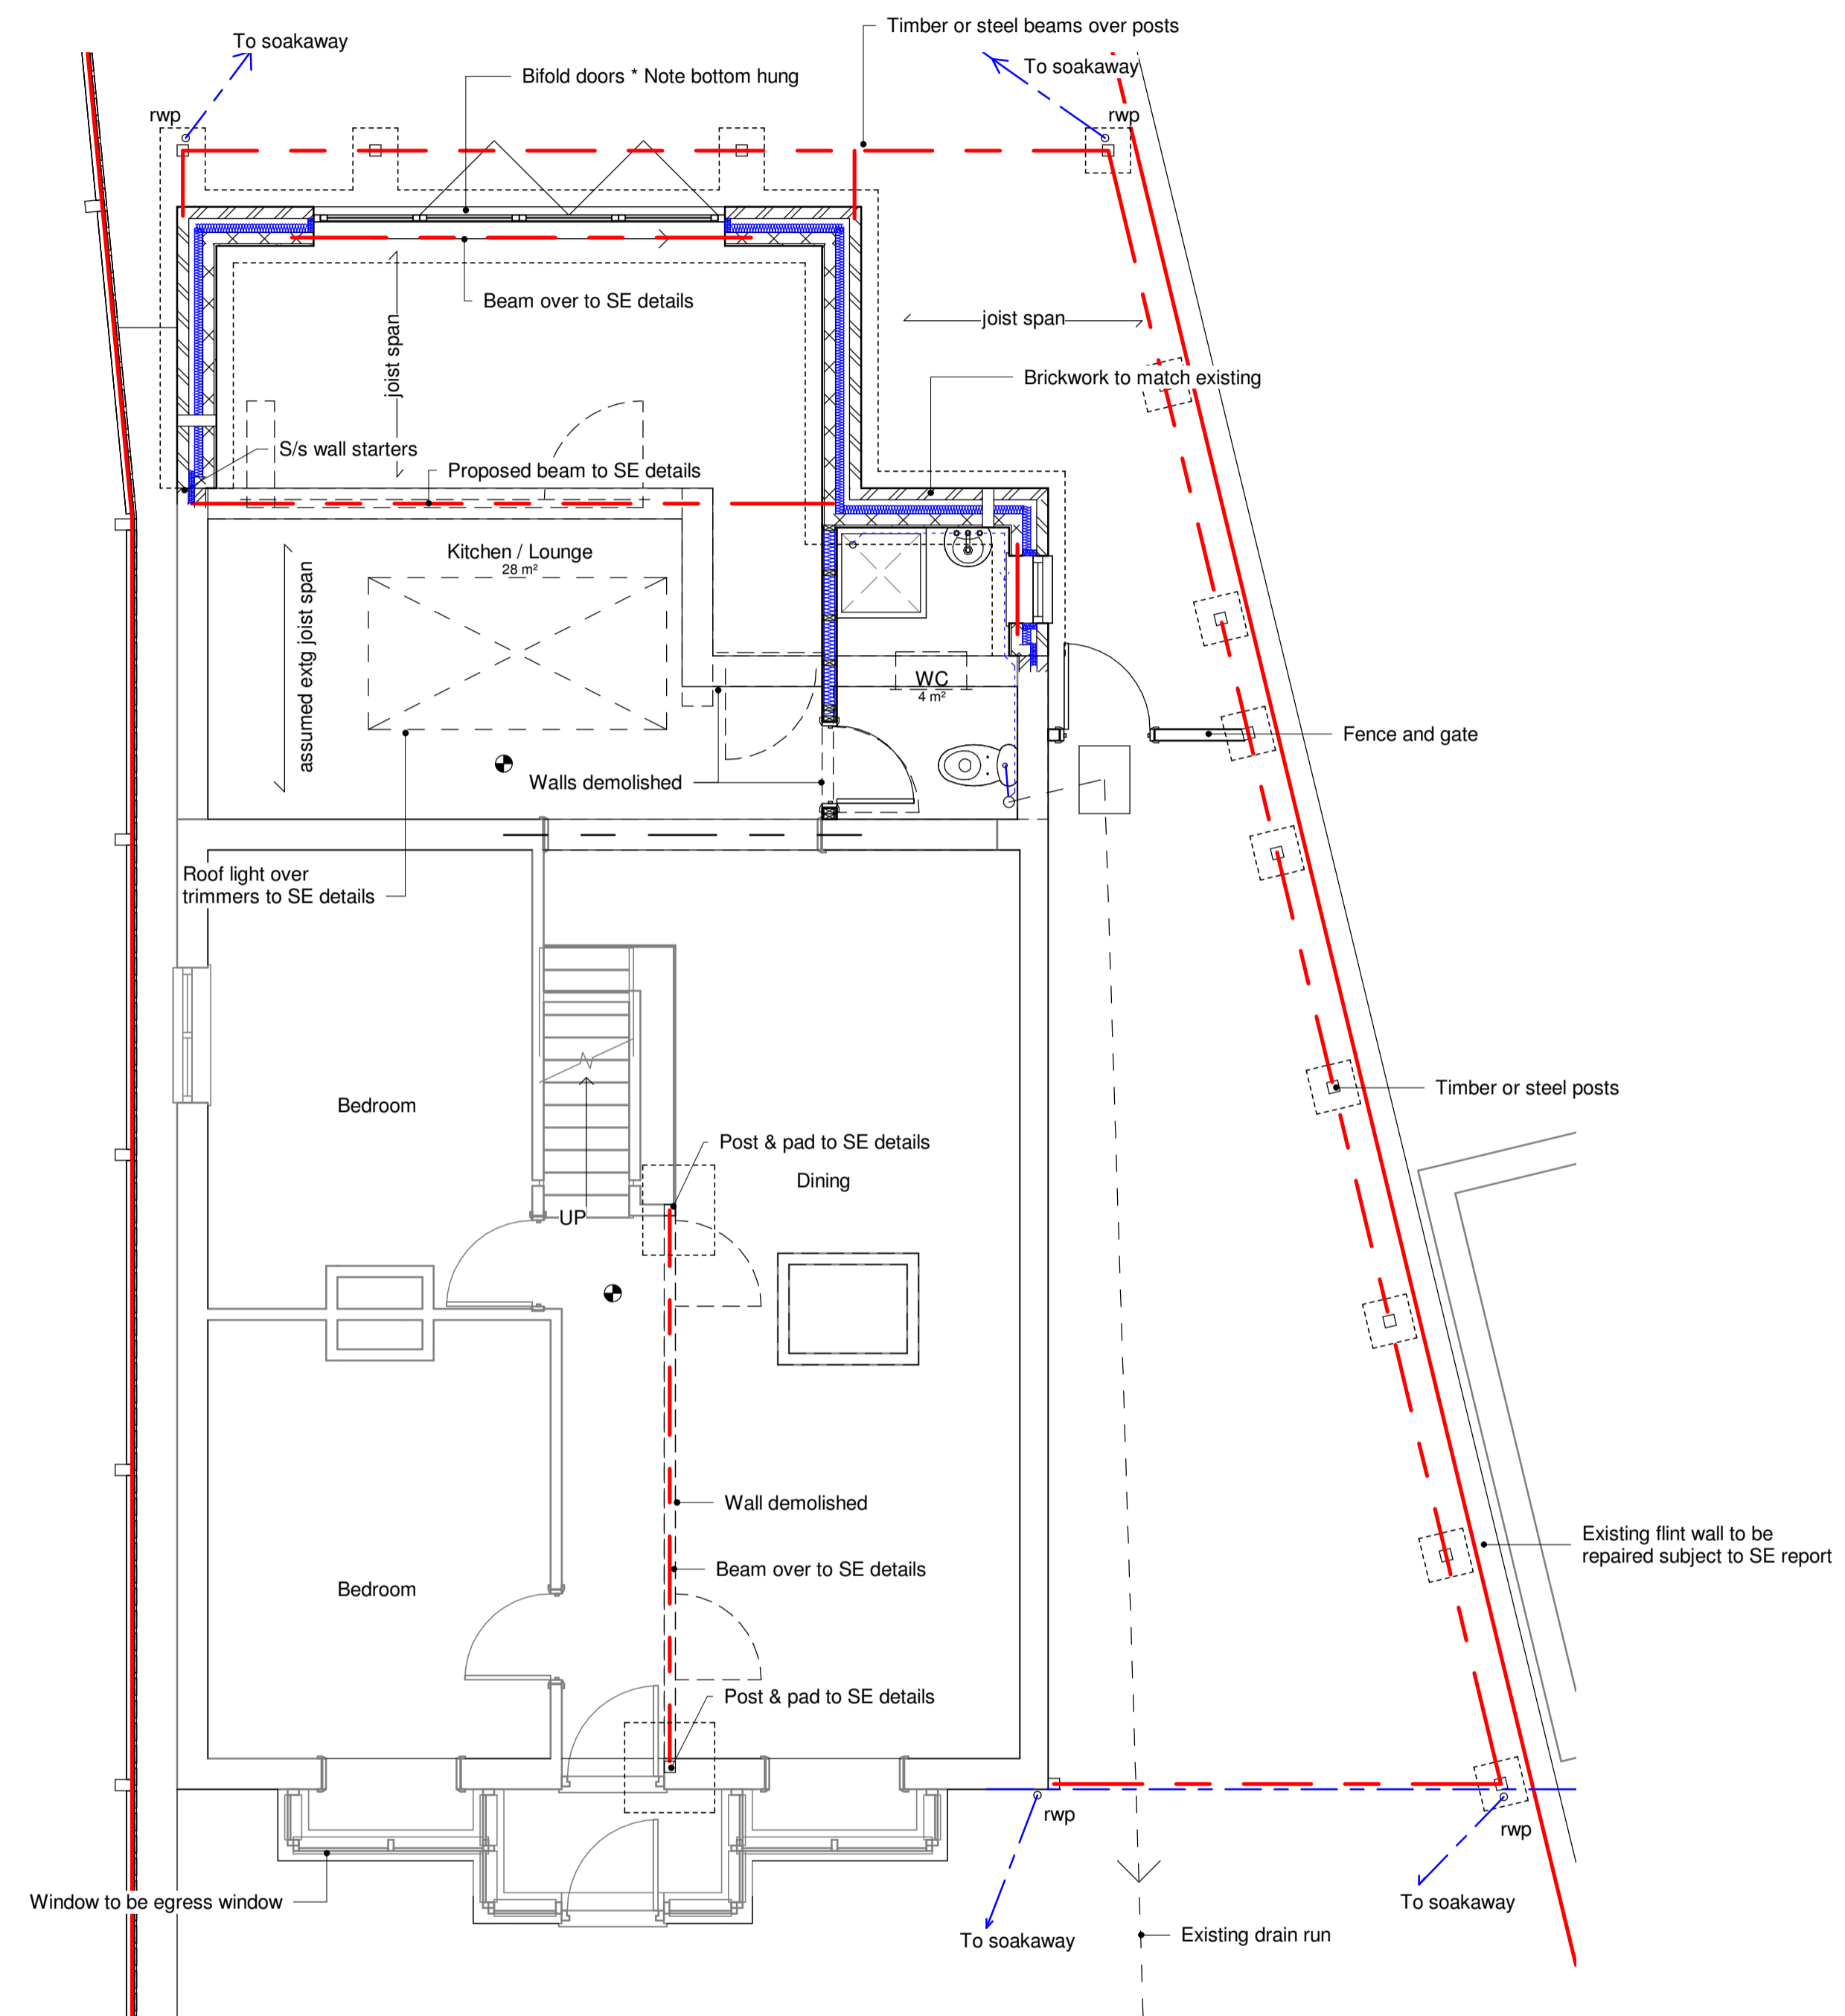 Timber or steel beams over posts
To soakaway
To soakaway
Bifold doors * Note bottom hung
rwp
rwp
Beam over to SE details
joist span
joist span
Brickwork to match existing
S/s wall starters
Proposed beam to SE details
Kitchen / Lounge
28 m²
assumed extg joist span
WC
4 m²
Fence and gate
Walls demolished
Roof light over
trimmers to SE details
Timber or steel posts
Bedroom
Post & pad to SE details
Dining
UP
Wall demolished
Existing flint wall to be
repaired subject to SE report
Beam over to SE details
Bedroom
Post & pad to SE details
rwp
rwp
Window to be egress window
To soakaway
To soakaway
Existing drain run